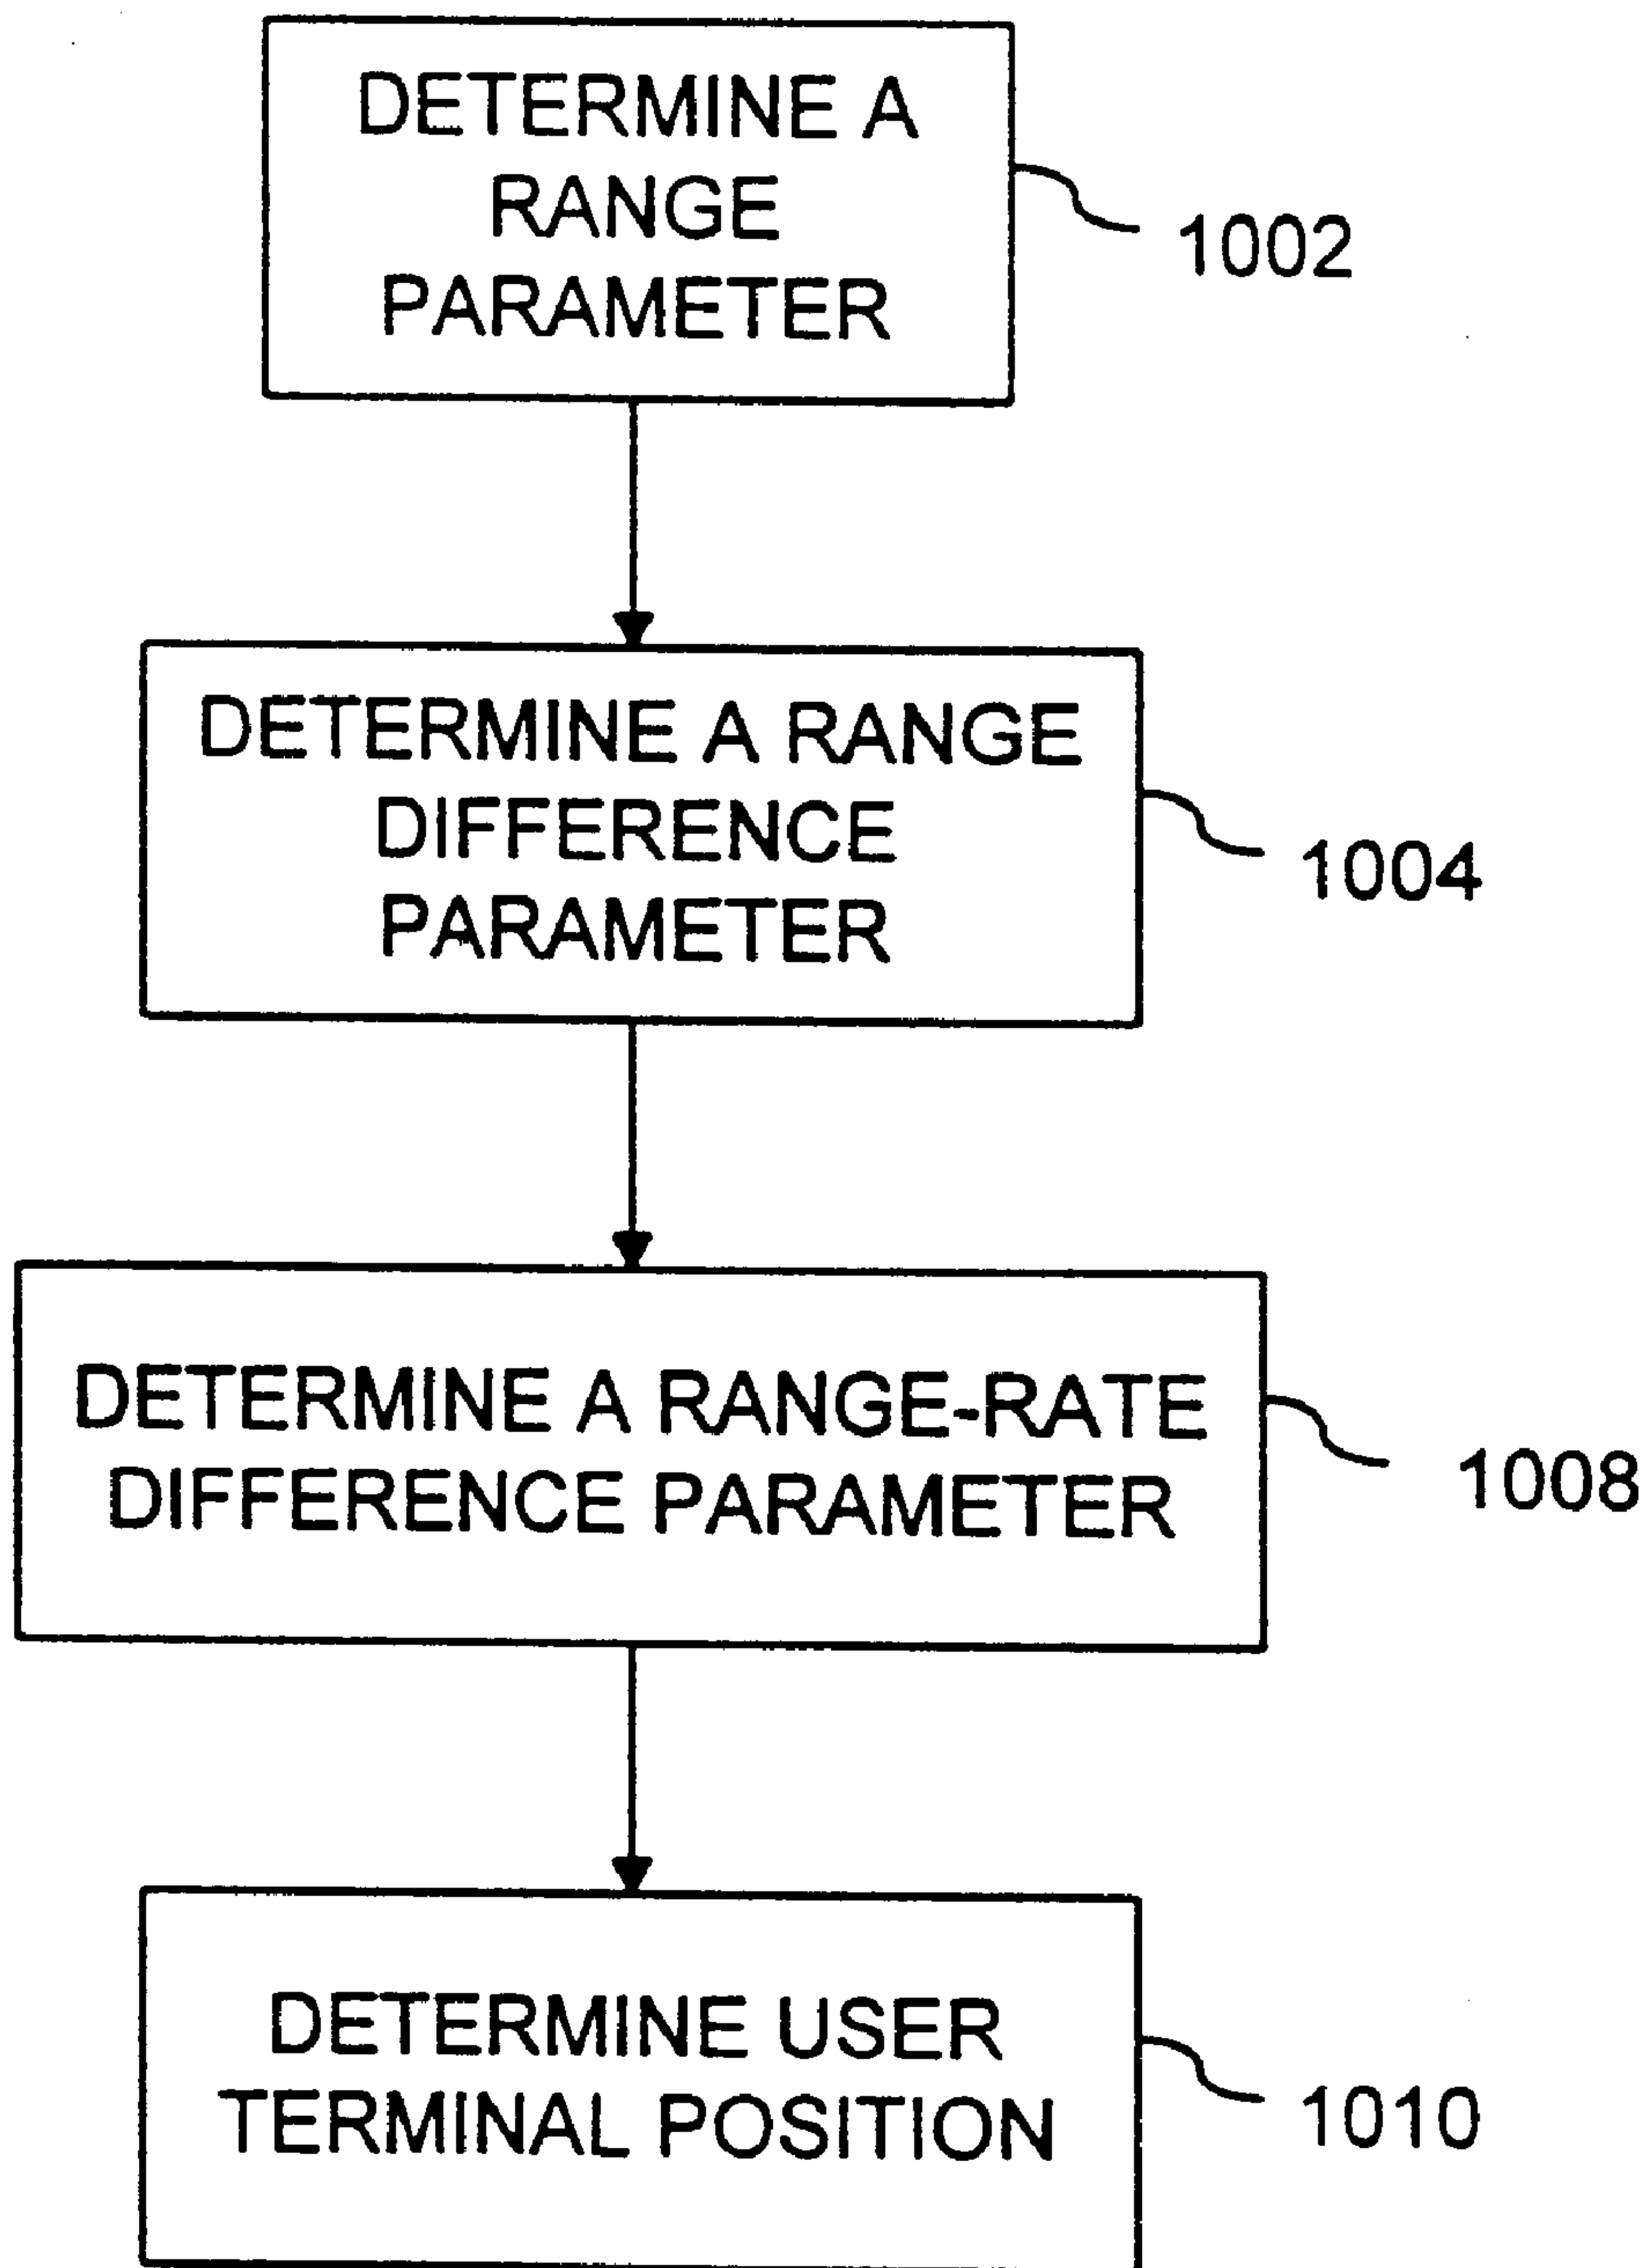 DETERMINE A
RANGE
PARAMETER
1002
DETERMINE A RANGE
DIFFERENCE
PARAMETER
1004
DETERMINE A RANGE-RATE
DIFFERENCE PARAMETER
1008
DETERMINE USER
TERMINAL POSITION
1010